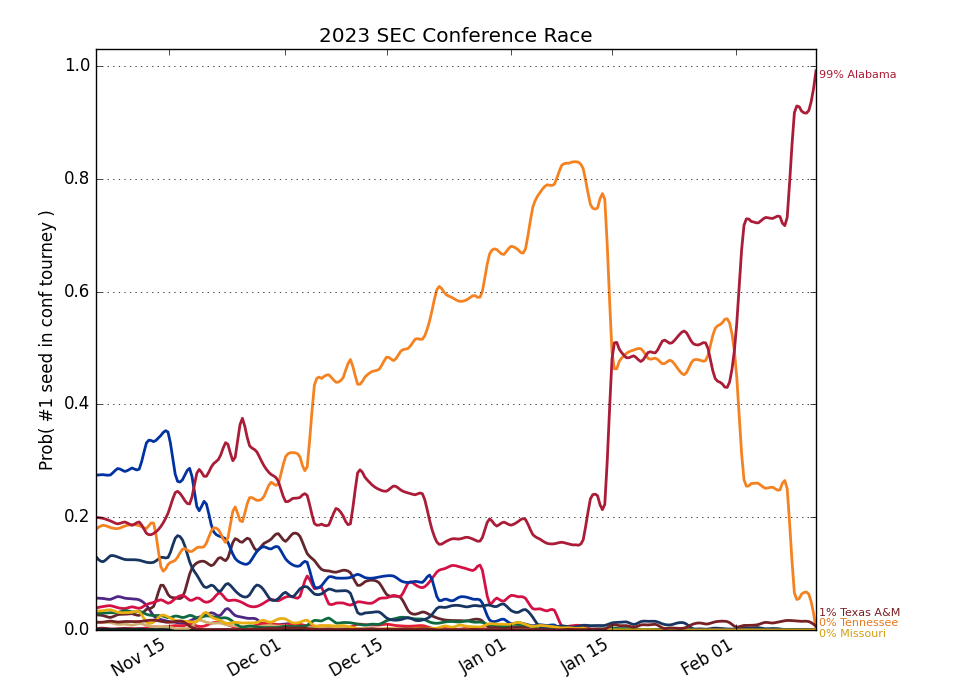 2023 SEC Conference Race
Prob( #1 seed in conf tourney )
1.0
0.8
0.6
0.4
0.2
0.0
Nov 15
Dec 01
Dec 15
Jan 01
Jan 15
Feb 01
99% Alabama
1% Texas A&M
0% Tennessee
0% Missouri